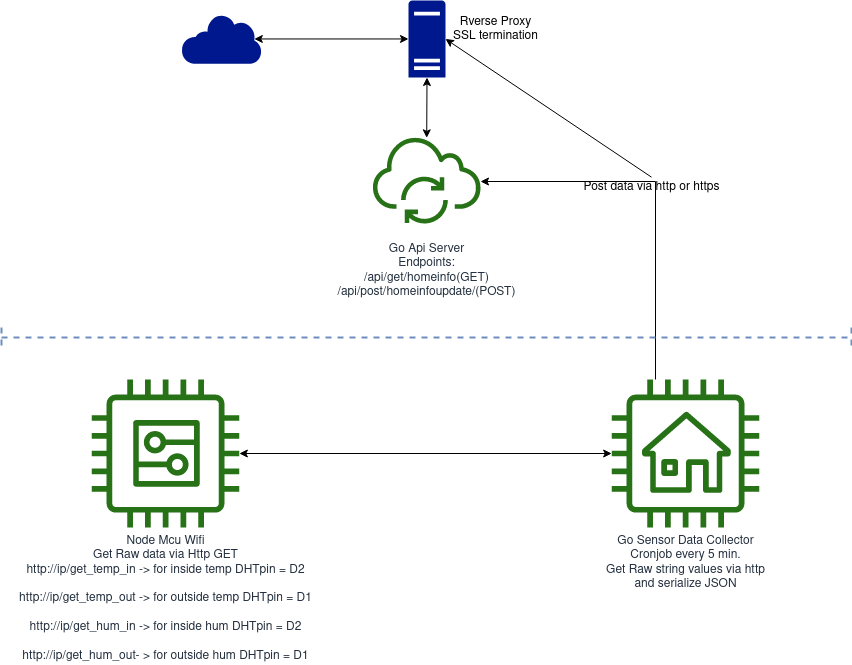 Rverse Proxy
SSL termination
Post data via http or https
Go Api Server
Endpoints:
/api/get/homeinfo(GET)
/api/post/homeinfoupdate/(POST)
Node Mcu Wifi
Get Raw data via Http GET
http://ip/get_temp_in -> for inside temp DHTpin = D2
http://ip/get_temp_out -> for outside temp DHTpin = D1
http://ip/get_hum_in -> for inside hum DHTpin = D2
http://ip/get_hum_out- > for outside hum DHTpin = D1
Go Sensor Data Collector
Cronjob every 5 min.
Get Raw string values via http
and serialize JSON